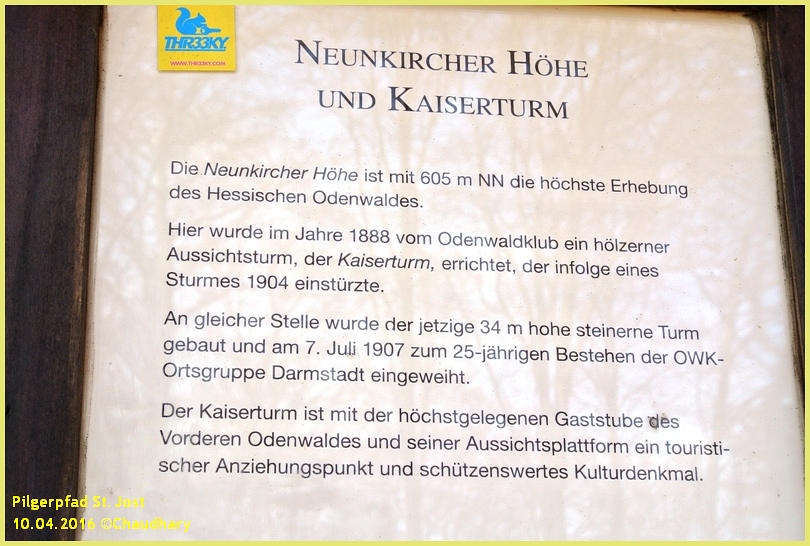 THR33KY
WWW.THR33KY.COM
NEUNKIRCHER HÖHE
UND KAISERTURM
Die Neunkircher Höhe ist mit 605 m NN die höchste Erhebung
des Hessischen Odenwaldes.
Hier wurde im Jahre 1888 vom Odenwaldklub ein hölzerner
Aussichtsturm, der Kaiserturm, errichtet, der infolge eines
Sturmes 1904 einstürzte.
An gleicher Stelle wurde der jetzige 34 m hohe steinerne Turm
gebaut und am 7. Juli 1907 zum 25-jährigen Bestehen der OWK-
Ortsgruppe Darmstadt eingeweiht.
Der Kaiserturm ist mit der höchstgelegenen Gaststube des
Vorderen Odenwaldes und seiner Aussichtsplattform ein touristi-
scher Anziehungspunkt und schützenswertes Kulturdenkmal.
Pilgerpfad St. Jost
10.04.2016 ©Chaudhary